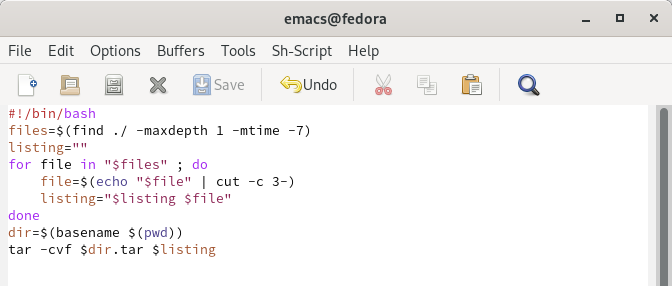 emacs@fedora
File Edit Options Buffers Tools Sh-Script Help
Save Undo
#!/bin/bash
files=$(find ./ -maxdepth 1 -mtime -7)
listing=""
for file in "$files" ; do
    file=$(echo "$file" | cut -c 3-)
    listing="$listing $file"
done
dir=$(basename $(pwd))
tar -cvf $dir.tar $listing